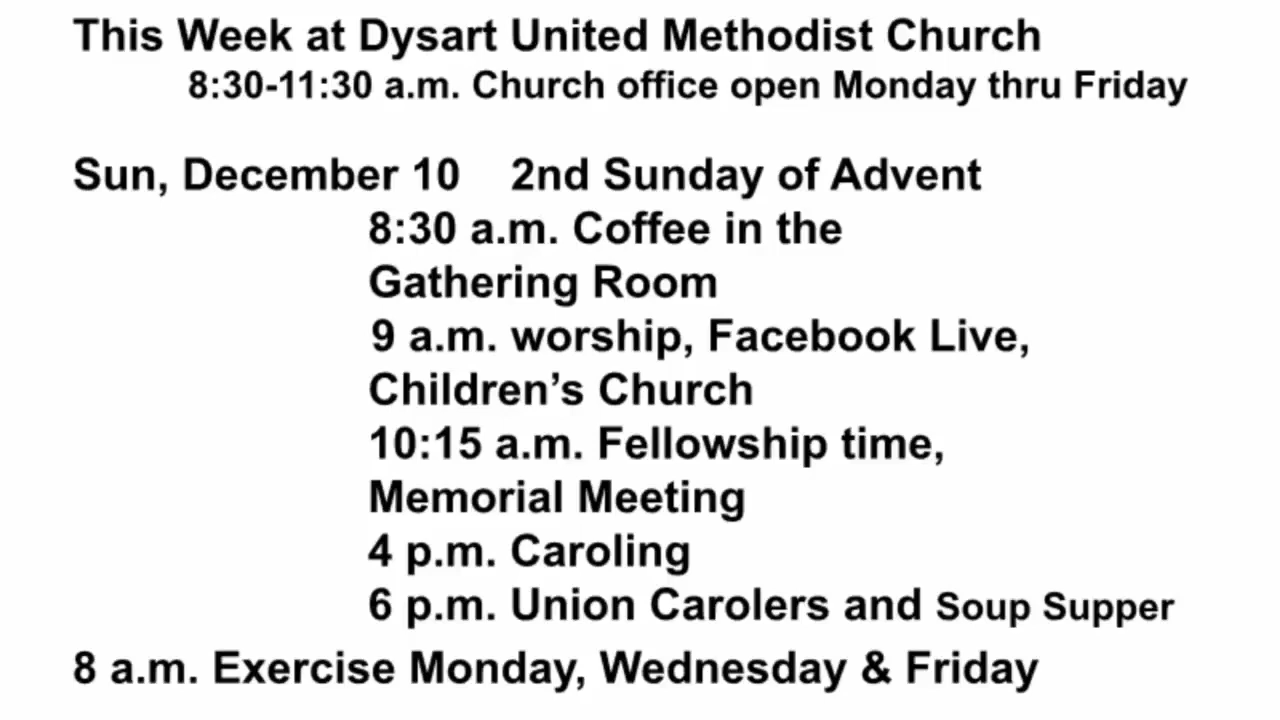 This Week at Dysart United Methodist Church
8:30-11:30 a.m. Church office open Monday thru Friday
Sun, December 10 2nd Sunday of Advent
8:30 a.m. Coffee in the
Gathering Room
9 a.m. worship, Facebook Live,
Children’s Church
10:15 a.m. Fellowship time,
Memorial Meeting
4 p.m. Caroling
6 p.m. Union Carolers and Soup Supper
8 a.m. Exercise Monday, Wednesday & Friday